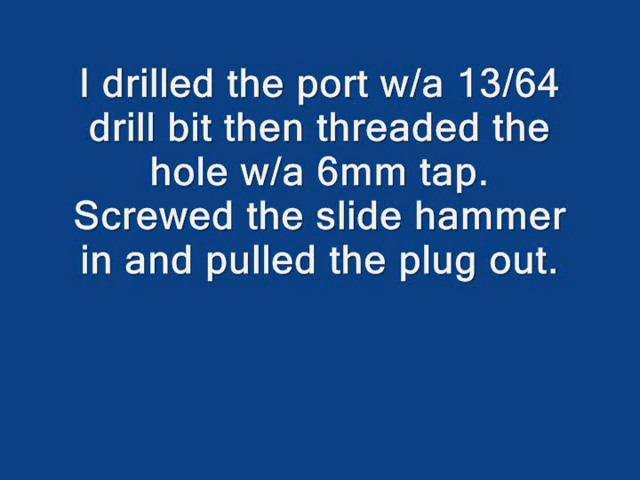 I drilled the port w/a 13/64
drill bit then threaded the
hole w/a 6mm tap.
Screwed the slide hammer
in and pulled the plug out.